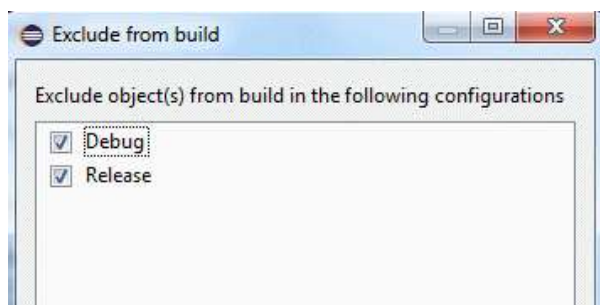 Exclude from build
Exclude object(s) from build in the following configurations
Debug
Release